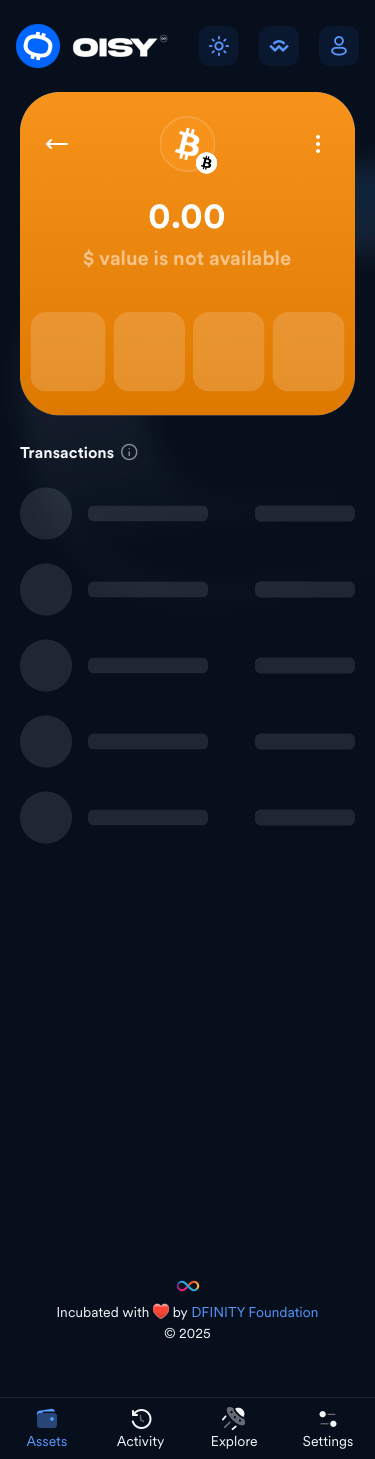 OISY
0.00
$ value is not available
Transactions
Incubated with ❤️ by DFINITY Foundation
© 2025
Assets
Activity
Explore
Settings